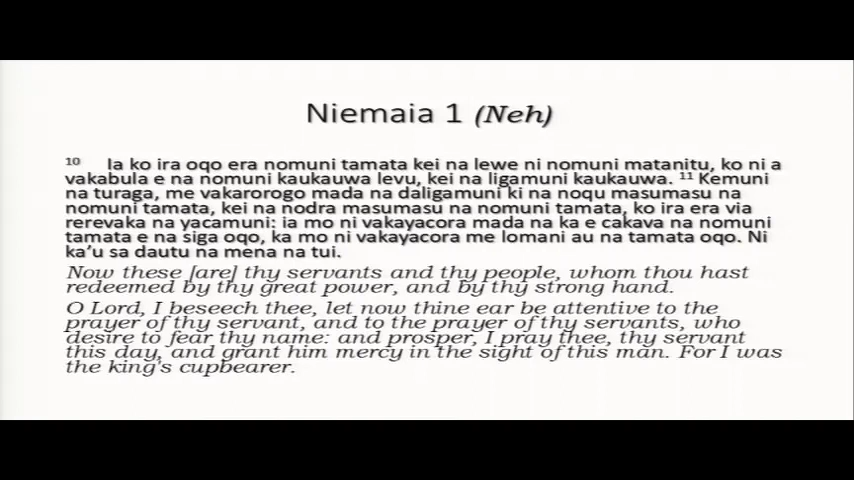 Niemaia 1 (Neh)
10 Ia ko ira oqo era nomuni tamata kei na lewe ni nomuni matanitu, ko ni a
vakabula e na nomuni kaukauwa levu, kei na ligamuni kaukauwa. 11 Kemuni
na turaga, me vakarorogo mada na daligamuni ki na noqu masumasu na
nomuni tamata, kei na nodra masumasu na nomuni tamata, ko ira era via
rerevaka na yacamuni: ia mo ni vakayacora mada na ka e cakava na nomuni
tamata e na siga oqo, ka mo ni vakayacora me lomani au na tamata oqo. Ni
ka’u sa dautu na mena na tui.
Now these [are] thy servants and thy people, whom thou hast
redeemed by thy great power, and by thy strong hand.
O Lord, I beseech thee, let now thine ear be attentive to the
prayer of thy servant, and to the prayer of thy servants, who
desire to fear thy name: and prosper, I pray thee, thy servant
this day, and grant him mercy in the sight of this man. For I was
the king's cupbearer.